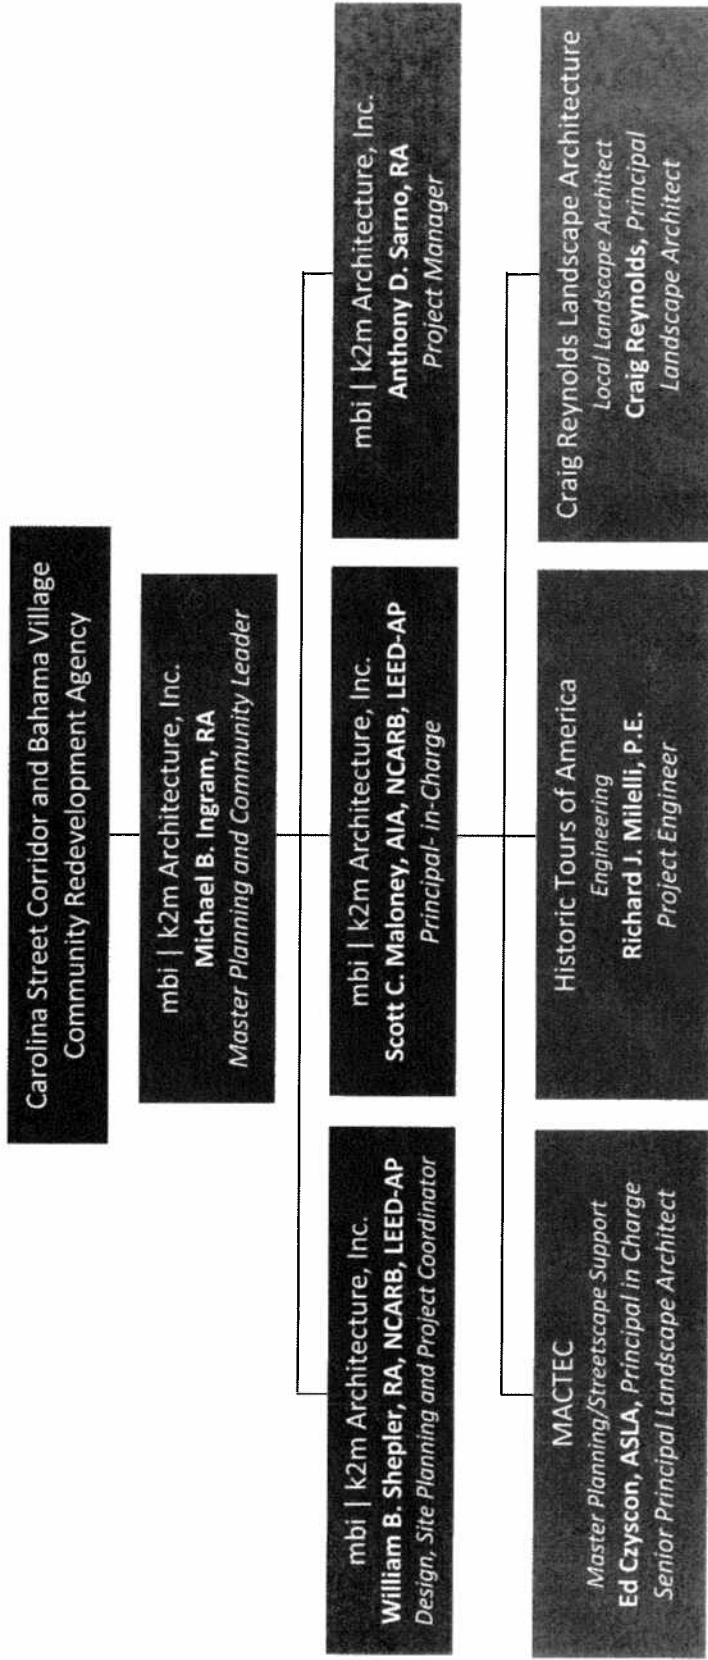 Carolina Street Corridor and Bahama Village
Community Redevelopment Agency
mbi | k2m Architecture, Inc.
Michael B. Ingram, RA
Master Planning and Community Leader
mbi | k2m Architecture, Inc.
William B. Shepler, RA, NCARB, LEED-AP
Design, Site Planning and Project Coordinator
mbi | k2m Architecture, Inc.
Scott C. Maloney, AIA, NCARB, LEED-AP
Principal- in-Charge
mbi | k2m Architecture, Inc.
Anthony D. Sarno, RA
Project Manager
MACTEC
Master Planning/Streetscape Support
Ed Czyscon, ASLA, Principal in Charge
Senior Principal Landscape Architect
Historic Tours of America
Engineering
Richard J. Milelli, P.E.
Project Engineer
Craig Reynolds Landscape Architecture
Local Landscape Architect
Craig Reynolds, Principal
Landscape Architect